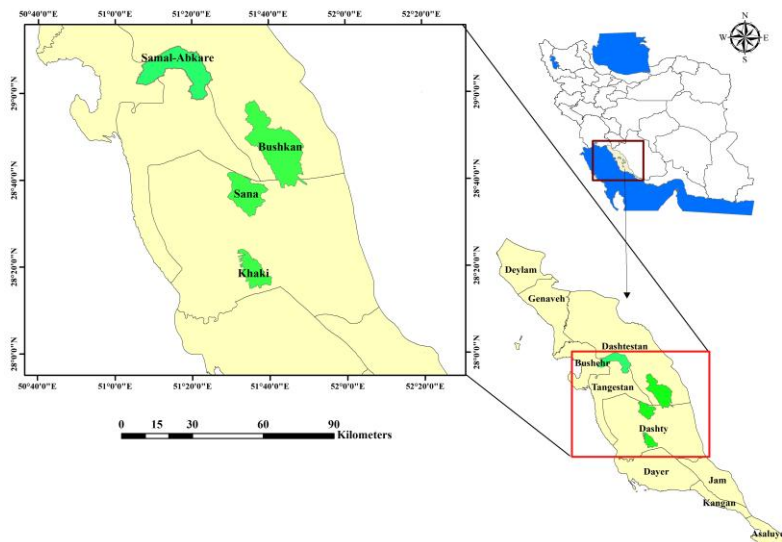 50°40'0"E 51°0'0"E 51°20'0"E 51°40'0"E 52°0'0"E 52°20'0"E
Samal-Abkare
Bushkan
Sana
Khaki
29°0'0"N
28°40'0"N
28°20'0"N
28°0'0"N
29°0'0"N
28°40'0"N
28°20'0"N
28°0'0"N
50°40'0"E 51°0'0"E 51°20'0"E 51°40'0"E 52°0'0"E 52°20'0"E
0 15 30 60 90
Kilometers
N
W E
S
Deylam
Genaveh
Dashtestan
Bushehr
Tangestan
Dashty
Dayer
Jam
Kangan
Asaluye